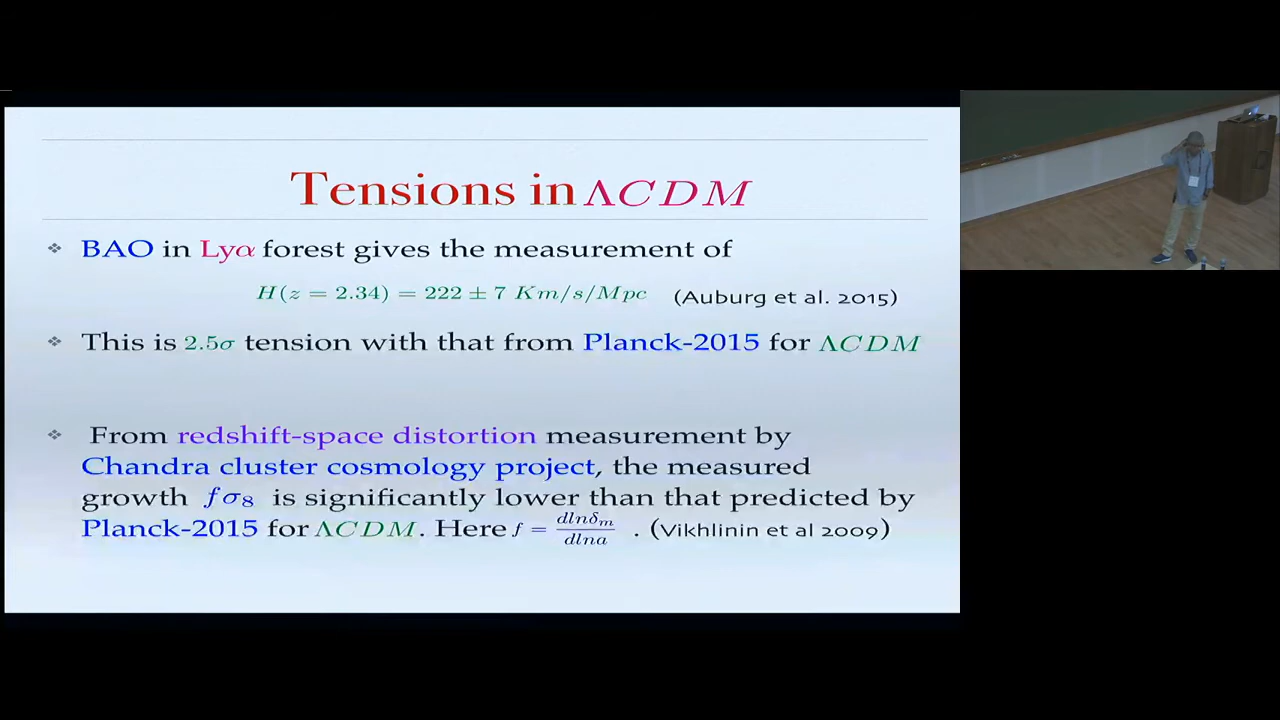 Tensions in ΛCDM
❖ BAO in Lyα forest gives the measurement of
H(z = 2.34) = 222 ± 7 Km/s/Mpc (Auburg et al. 2015)
❖ This is 2.5σ tension with that from Planck-2015 for ΛCDM
❖ From redshift-space distortion measurement by
Chandra cluster cosmology project, the measured
growth fσ₈ is significantly lower than that predicted by
Planck-2015 for ΛCDM. Here f = dlnδₘ/dlna . (Vikhlinin et al 2009)